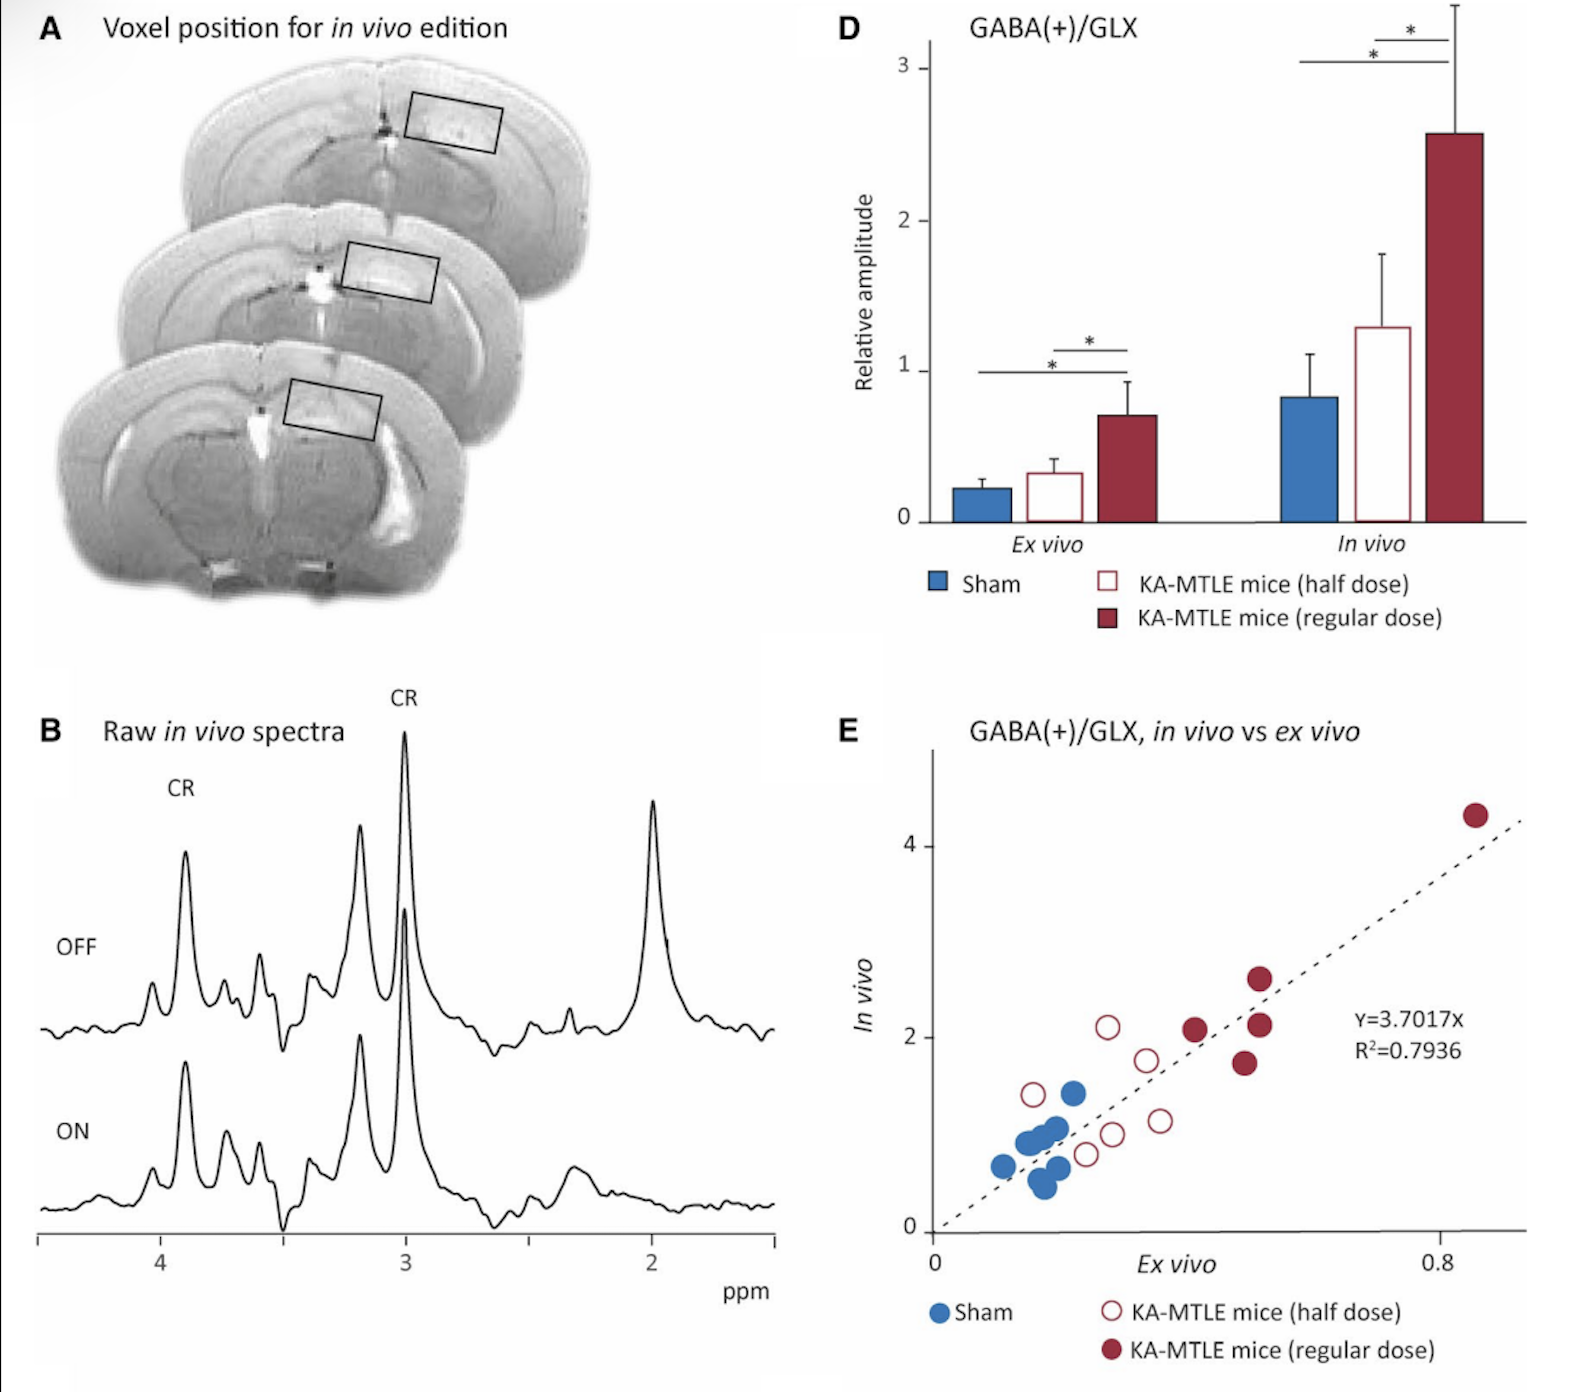 A Voxel position for in vivo edition
B Raw in vivo spectra
CR
CR
OFF
ON
4 3 2
ppm
D GABA(+)/GLX
Relative amplitude
3
2
1
0
*
*
*
*
Ex vivo In vivo
Sham KA-MTLE mice (half dose)
KA-MTLE mice (regular dose)
E GABA(+)/GLX, in vivo vs ex vivo
In vivo
4
2
0
Y=3.7017x
R²=0.7936
0 Ex vivo 0.8
Sham KA-MTLE mice (half dose)
KA-MTLE mice (regular dose)